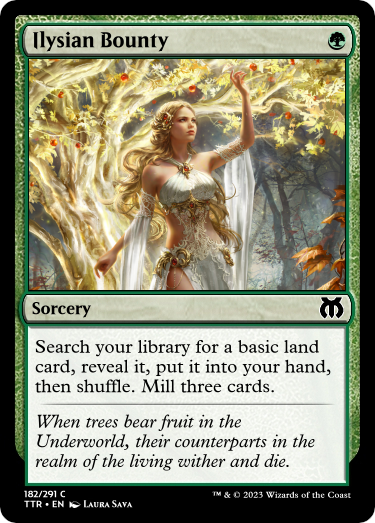 Ilysian Bounty
Sorcery
Search your library for a basic land
card, reveal it, put it into your hand,
then shuffle. Mill three cards.
When trees bear fruit in the
Underworld, their counterparts in the
realm of the living wither and die.
182/291 C
TTR • EN Laura Sava
™ & © 2023 Wizards of the Coast